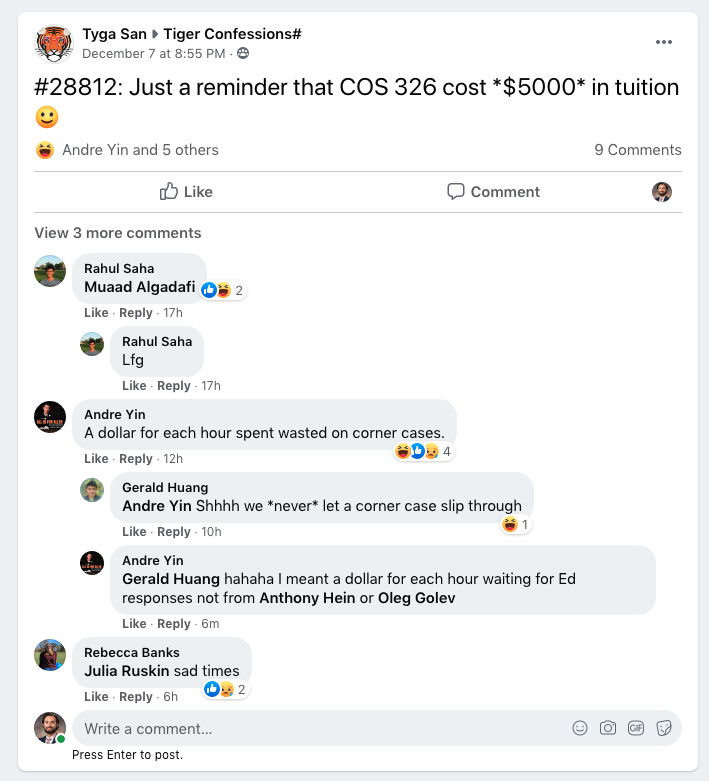 Tyga San ▸ Tiger Confessions#
December 7 at 8:55 PM ·
#28812: Just a reminder that COS 326 cost *$5000* in tuition
Andre Yin and 5 others
9 Comments
Like
Comment
View 3 more comments
Rahul Saha
Muaad Algadafi
2
Like · Reply · 17h
Rahul Saha
Lfg
Like · Reply · 17h
Andre Yin
A dollar for each hour spent wasted on corner cases.
4
Like · Reply · 12h
Gerald Huang
Andre Yin Shhhh we *never* let a corner case slip through
1
Like · Reply · 10h
Andre Yin
Gerald Huang hahaha I meant a dollar for each hour waiting for Ed
responses not from Anthony Hein or Oleg Golev
Like · Reply · 6m
Rebecca Banks
Julia Ruskin sad times
2
Like · Reply · 6h
Write a comment...
GIF
Press Enter to post.